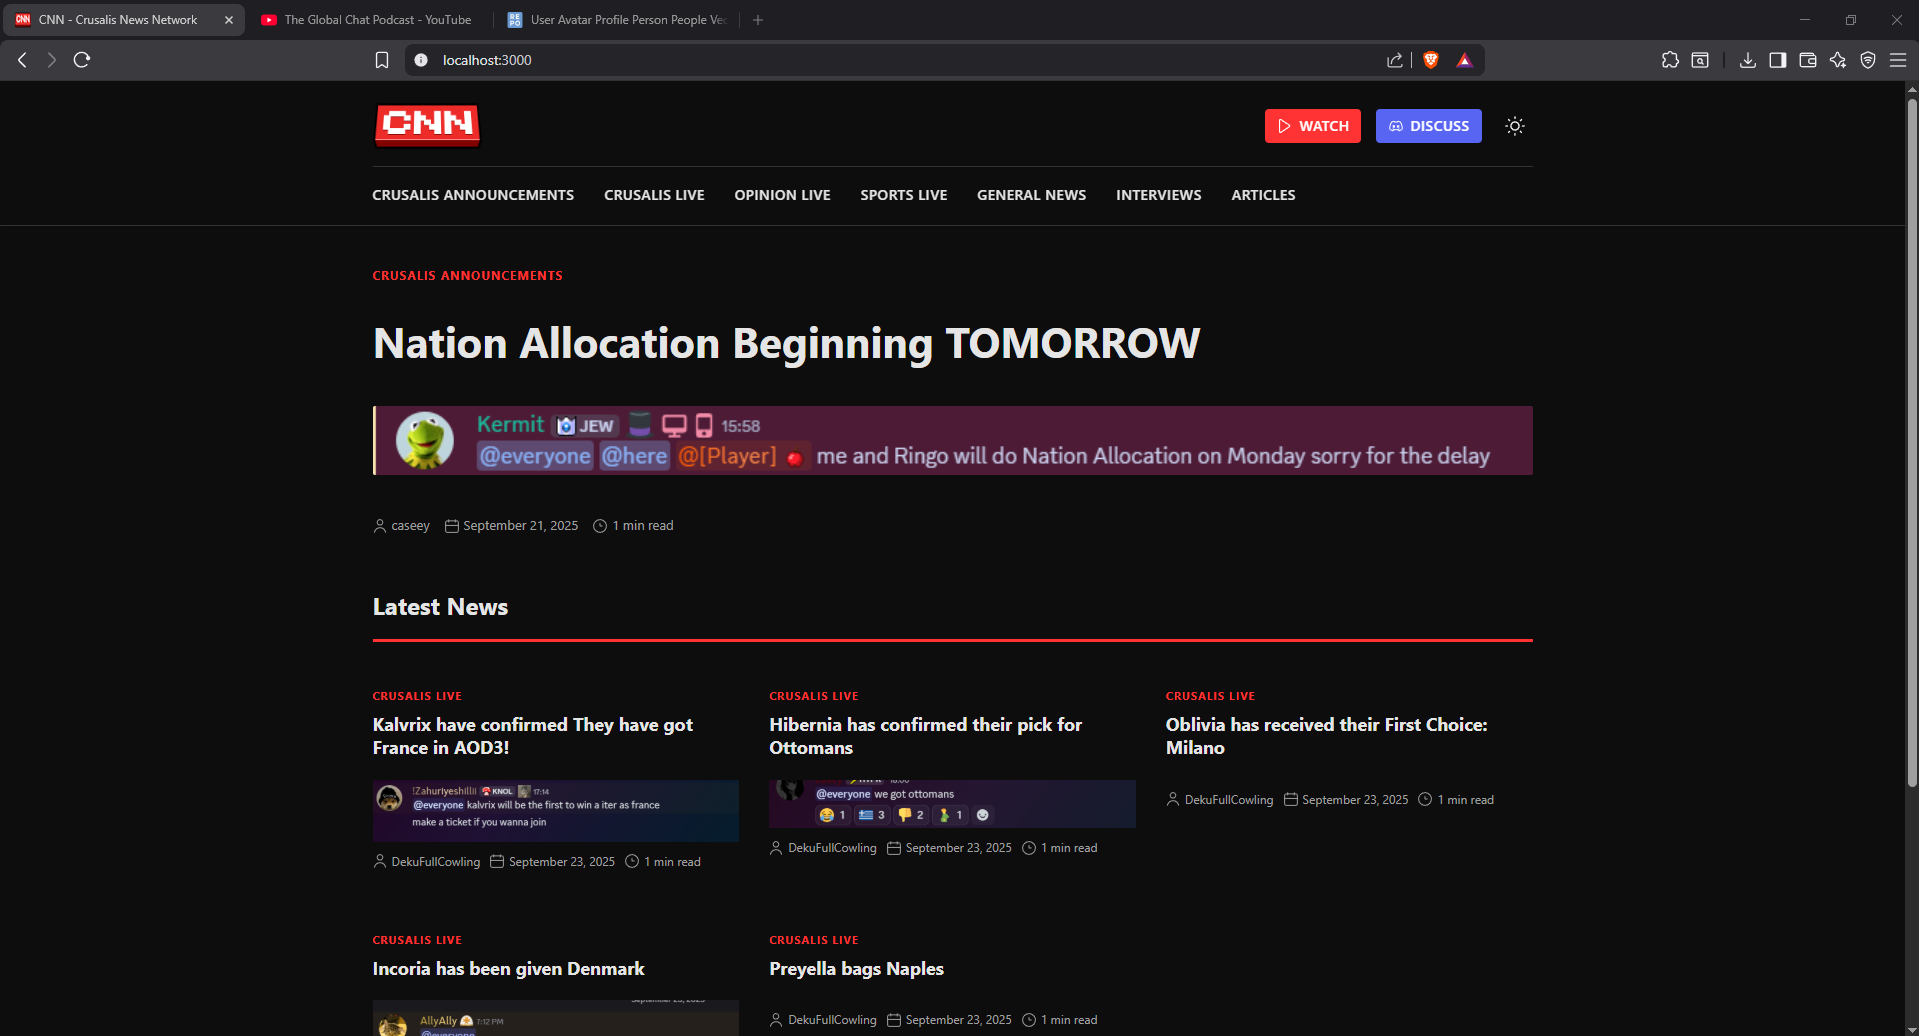 CNN CNN - Crusalis News Network
The Global Chat Podcast - YouTube
RE PO User Avatar Profile Person People Vec
localhost:3000
CNN
WATCH
DISCUSS
CRUSALIS ANNOUNCEMENTS CRUSALIS LIVE OPINION LIVE SPORTS LIVE GENERAL NEWS INTERVIEWS ARTICLES
CRUSALIS ANNOUNCEMENTS
Nation Allocation Beginning TOMORROW
Kermit JEW 15:58
@everyone @here @[Player] me and Ringo will do Nation Allocation on Monday sorry for the delay
caseey September 21, 2025 1 min read
Latest News
CRUSALIS LIVE
Kalvrix have confirmed They have got
France in AOD3!
!Zahuriyeshillii KNOL 17:14
@everyone kalvrix will be the first to win a iter as france
make a ticket if you wanna join
DekuFullCowling September 23, 2025 1 min read
CRUSALIS LIVE
Hibernia has confirmed their pick for
Ottomans
@everyone we got ottomans
1 3 2 1
DekuFullCowling September 23, 2025 1 min read
CRUSALIS LIVE
Oblivia has received their First Choice:
Milano
DekuFullCowling September 23, 2025 1 min read
CRUSALIS LIVE
Incoria has been given Denmark
AllyAlly 7:12 PM
@everyone
CRUSALIS LIVE
Preyella bags Naples
DekuFullCowling September 23, 2025 1 min read